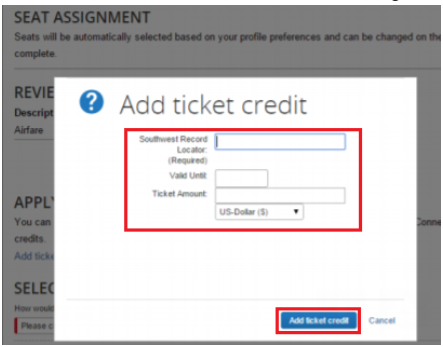 SEAT ASSIGNMENT
Seats will be automatically selected based on your profile preferences and can be changed on the
complete.
REVIE
Descript
Airfare
? Add ticket credit
Southwest Record
Locator:
(Required)
Valid Until:
Ticket Amount:
US-Dollar ($)
APPLY
You can
Conne
credits.
Add ticke
SELEC
How would
Please c
Add ticket credit Cancel